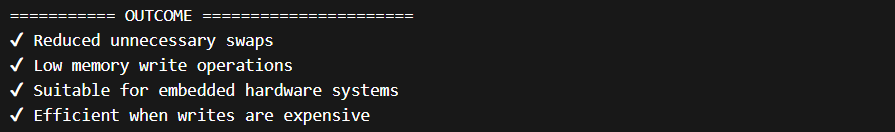 =========== OUTCOME ======================
✔ Reduced unnecessary swaps
✔ Low memory write operations
✔ Suitable for embedded hardware systems
✔ Efficient when writes are expensive